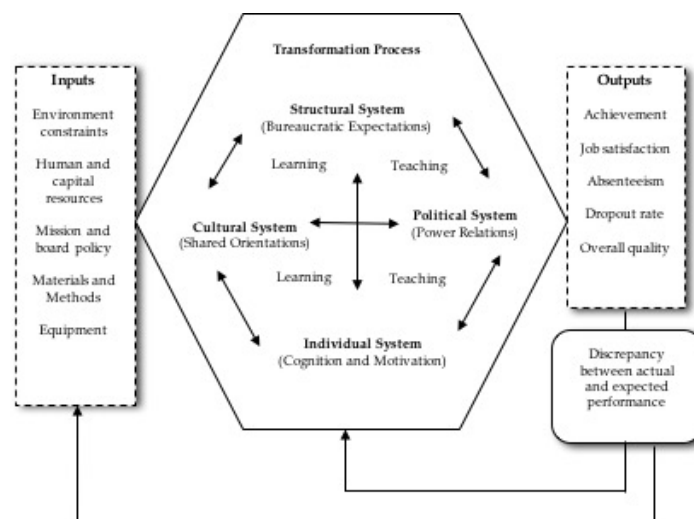 Transformation Process
Inputs
Environment
constraints
Human and
capital
resources
Mission and
board policy
Materials and
Methods
Equipment
Structural System
(Bureaucratic Expectations)
Learning
Teaching
Cultural System
(Shared Orientations)
Political System
(Power Relations)
Learning
Teaching
Individual System
(Cognition and Motivation)
Outputs
Achievement
Job satisfaction
Absenteeism
Dropout rate
Overall quality
Discrepancy
between actual
and expected
performance